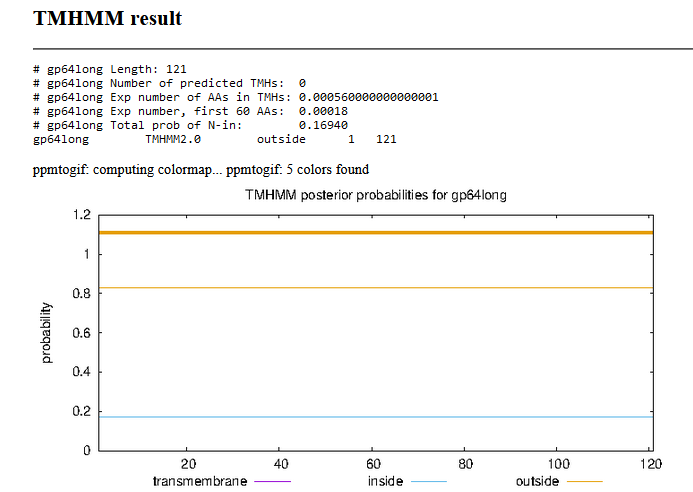 TMHMM result
# gp64long Length: 121
# gp64long Number of predicted TMHs:  0
# gp64long Exp number of AAs in TMHs: 0.000560000000000001
# gp64long Exp number, first 60 AAs:  0.00018
# gp64long Total prob of N-in:        0.16940
gp64long        TMHMM2.0        outside      1   121
ppmtogif: computing colormap... ppmtogif: 5 colors found
TMHMM posterior probabilities for gp64long
1.2
1
0.8
0.6
0.4
0.2
0
probability
20 40 60 80 100 120
transmembrane inside outside